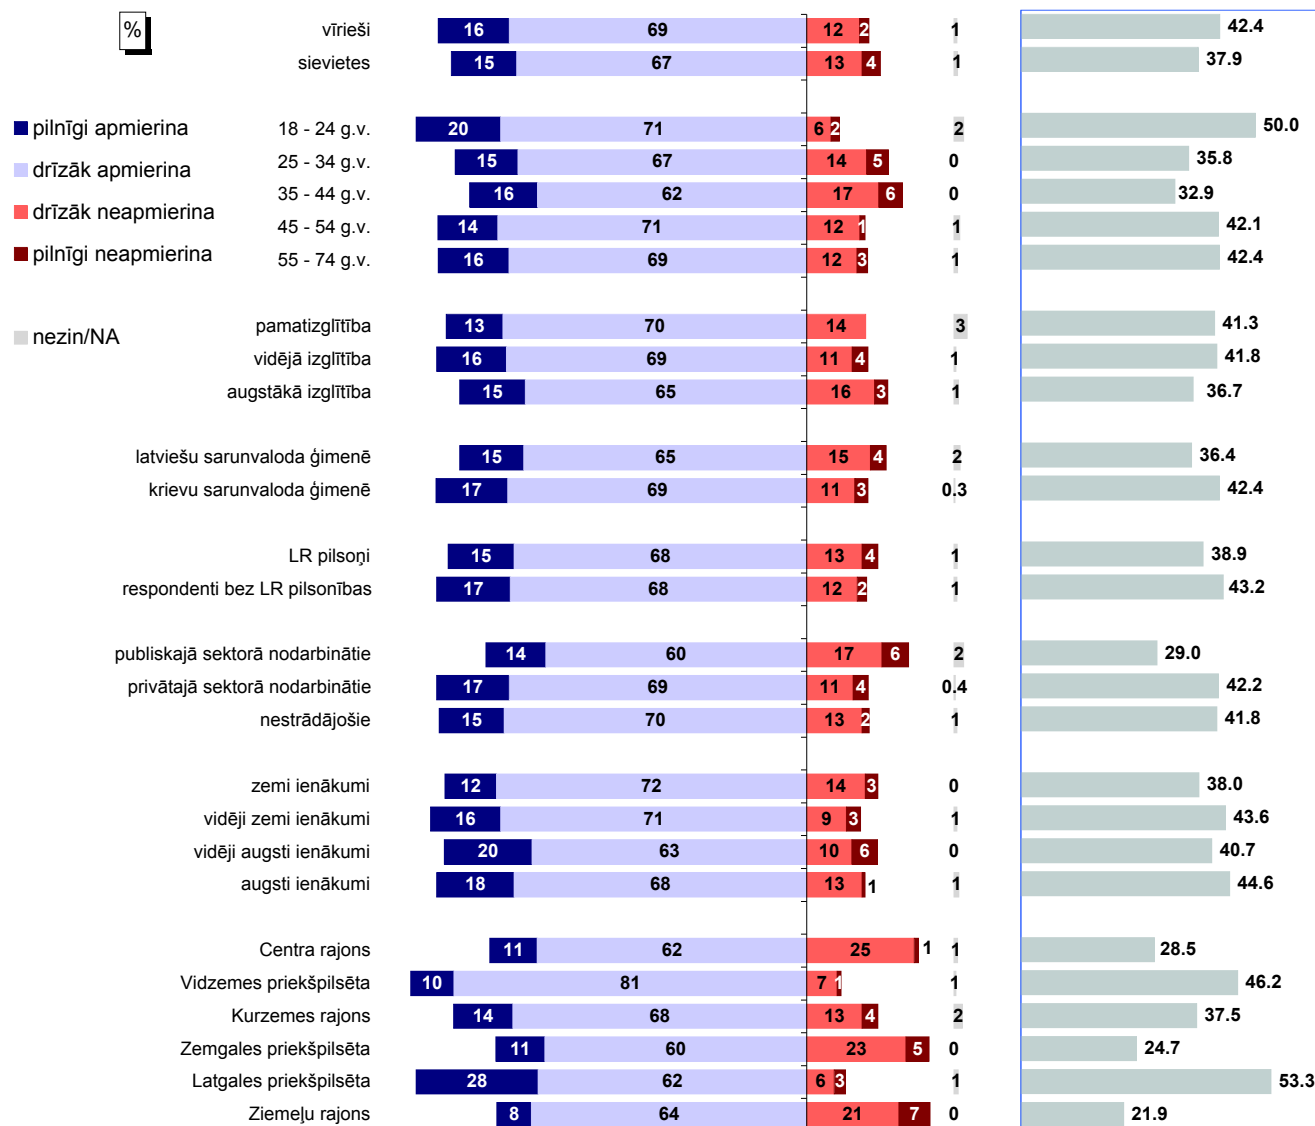 %
vīrieši 16 69 12 2 1 42.4
sievietes 15 67 13 4 1 37.9
pilnīgi apmierina 18 - 24 g.v. 20 71 6 2 2 50.0
drīzāk apmierina 25 - 34 g.v. 15 67 14 5 0 35.8
35 - 44 g.v. 16 62 17 6 0 32.9
drīzāk neapmierina 45 - 54 g.v. 14 71 12 1 1 42.1
pilnīgi neapmierina 55 - 74 g.v. 16 69 12 3 1 42.4
nezin/NA pamatizglītība 13 70 14 3 41.3
vidējā izglītība 16 69 11 4 1 41.8
augstākā izglītība 15 65 16 3 1 36.7
latviešu sarunvaloda ģimenē 15 65 15 4 2 36.4
krievu sarunvaloda ģimenē 17 69 11 3 0.3 42.4
LR pilsoņi 15 68 13 4 1 38.9
respondenti bez LR pilsonības 17 68 12 2 1 43.2
publiskajā sektorā nodarbinātie 14 60 17 6 2 29.0
privātajā sektorā nodarbinātie 17 69 11 4 0.4 42.2
nestrādājošie 15 70 13 2 1 41.8
zemi ienākumi 12 72 14 3 0 38.0
vidēji zemi ienākumi 16 71 9 3 1 43.6
vidēji augsti ienākumi 20 63 10 6 0 40.7
augsti ienākumi 18 68 13 1 1 44.6
Centra rajons 11 62 25 1 1 28.5
Vidzemes priekšpilsēta 10 81 7 1 1 46.2
Kurzemes rajons 14 68 13 4 2 37.5
Zemgales priekšpilsēta 11 60 23 5 0 24.7
Latgales priekšpilsēta 28 62 6 3 1 53.3
Ziemeļu rajons 8 64 21 7 0 21.9